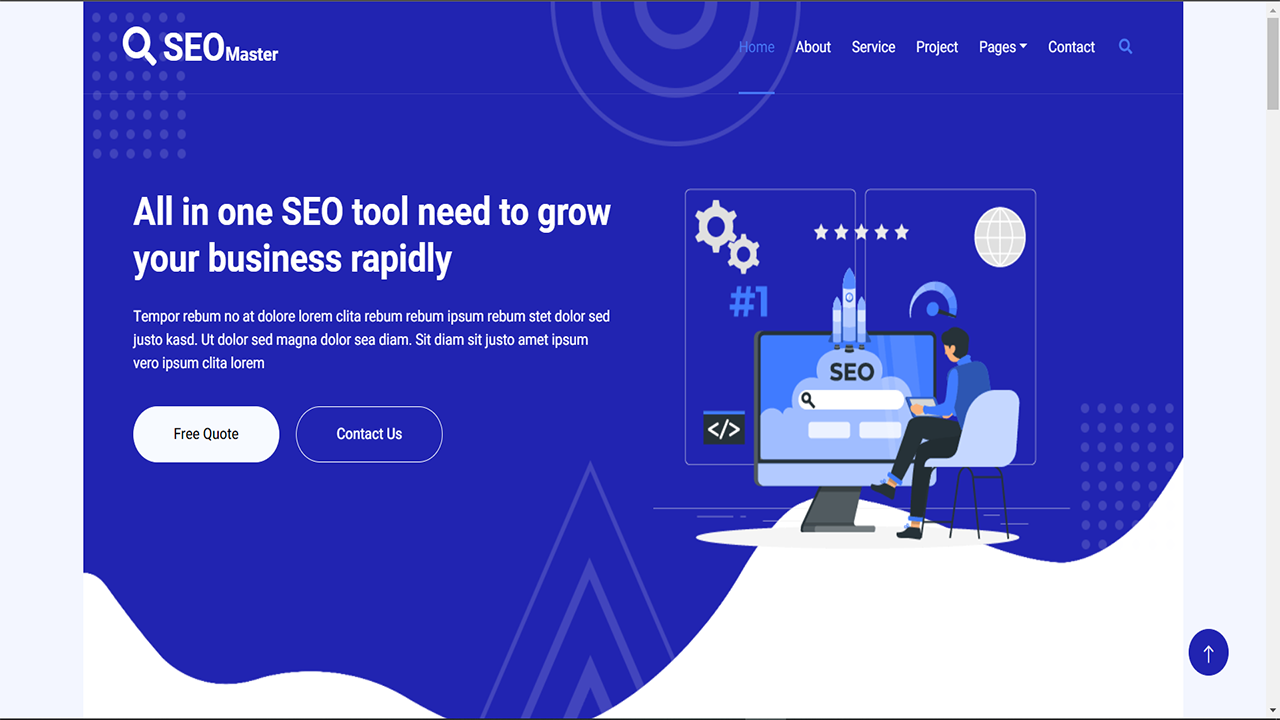 SEOMaster
Home About Service Project Pages Contact
All in one SEO tool need to grow
your business rapidly
Tempor rebum no at dolore lorem clita rebum rebum ipsum rebum stet dolor sed
justo kasd. Ut dolor sed magna dolor sea diam. Sit diam sit justo amet ipsum
vero ipsum clita lorem
Free Quote Contact Us
#1
SEO
</>